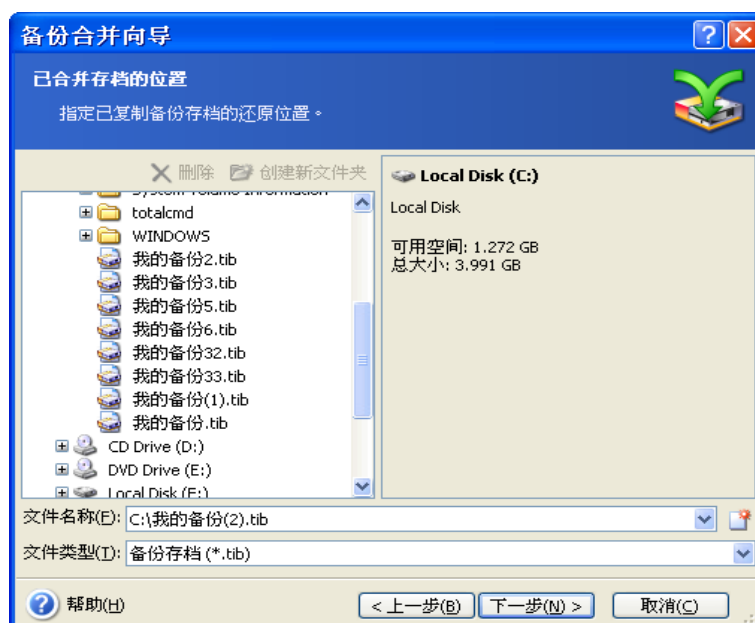 备份合并向导
已合并存档的位置
指定已复制备份存档的还原位置。
删除 创建新文件夹
System Volume Information
totalcmd
WINDOWS
我的备份2.tib
我的备份3.tib
我的备份5.tib
我的备份6.tib
我的备份32.tib
我的备份33.tib
我的备份(1).tib
我的备份.tib
CD Drive (D:)
DVD Drive (E:)
Local Disk (F:)
Local Disk (C:)
Local Disk
可用空间: 1.272 GB
总大小: 3.991 GB
文件名称(F): C:\我的备份(2).tib
文件类型(T): 备份存档 (*.tib)
帮助(H)
< 上一步(B)
下一步(N) >
取消(C)